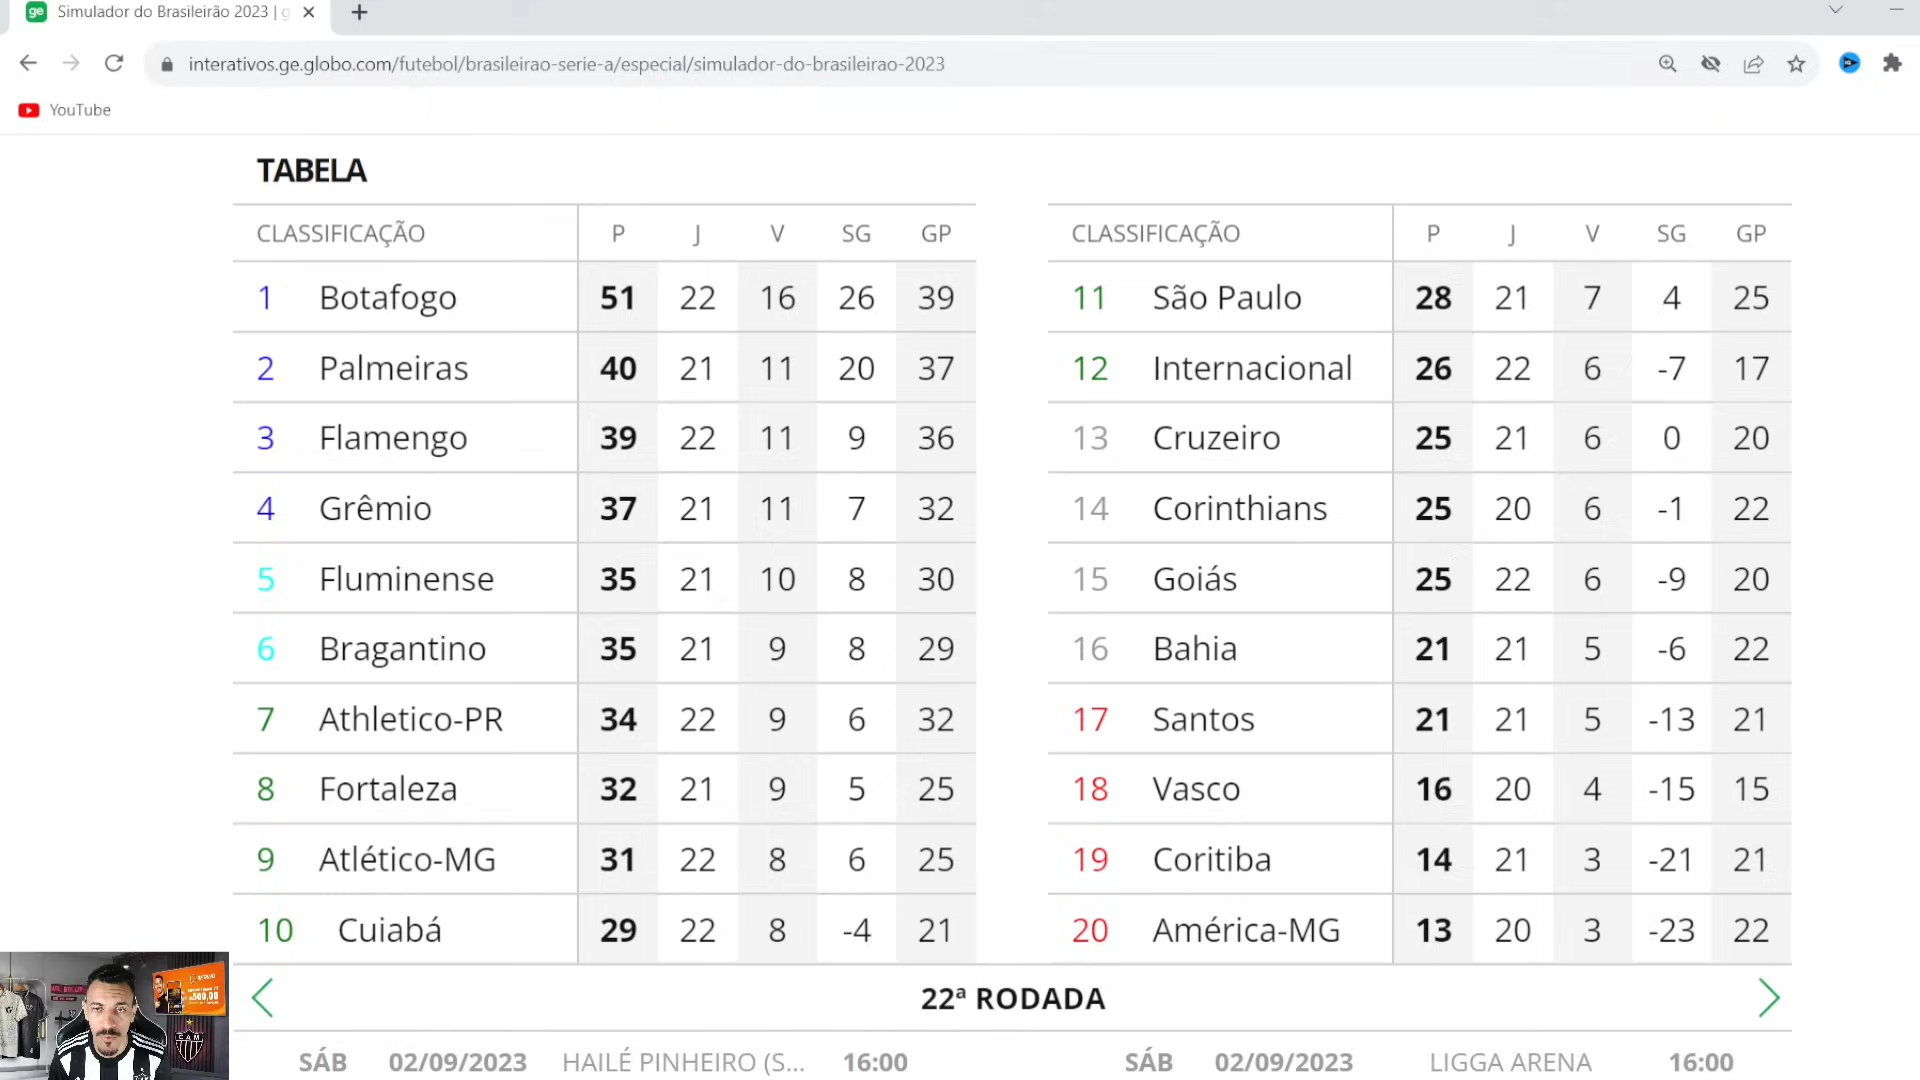 ge Simulador do Brasileirão 2023 | g
interativos.ge.globo.com/futebol/brasileirao-serie-a/especial/simulador-do-brasileirao-2023
YouTube
TABELA
CLASSIFICAÇÃO P J V SG GP
1 Botafogo 51 22 16 26 39
2 Palmeiras 40 21 11 20 37
3 Flamengo 39 22 11 9 36
4 Grêmio 37 21 11 7 32
5 Fluminense 35 21 10 8 30
6 Bragantino 35 21 9 8 29
7 Athletico-PR 34 22 9 6 32
8 Fortaleza 32 21 9 5 25
9 Atlético-MG 31 22 8 6 25
10 Cuiabá 29 22 8 -4 21
CLASSIFICAÇÃO P J V SG GP
11 São Paulo 28 21 7 4 25
12 Internacional 26 22 6 -7 17
13 Cruzeiro 25 21 6 0 20
14 Corinthians 25 20 6 -1 22
15 Goiás 25 22 6 -9 20
16 Bahia 21 21 5 -6 22
17 Santos 21 21 5 -13 21
18 Vasco 16 20 4 -15 15
19 Coritiba 14 21 3 -21 21
20 América-MG 13 20 3 -23 22
22ª RODADA
SÁB 02/09/2023 HAILÉ PINHEIRO (S... 16:00
SÁB 02/09/2023 LIGGA ARENA 16:00
500,00
CAM